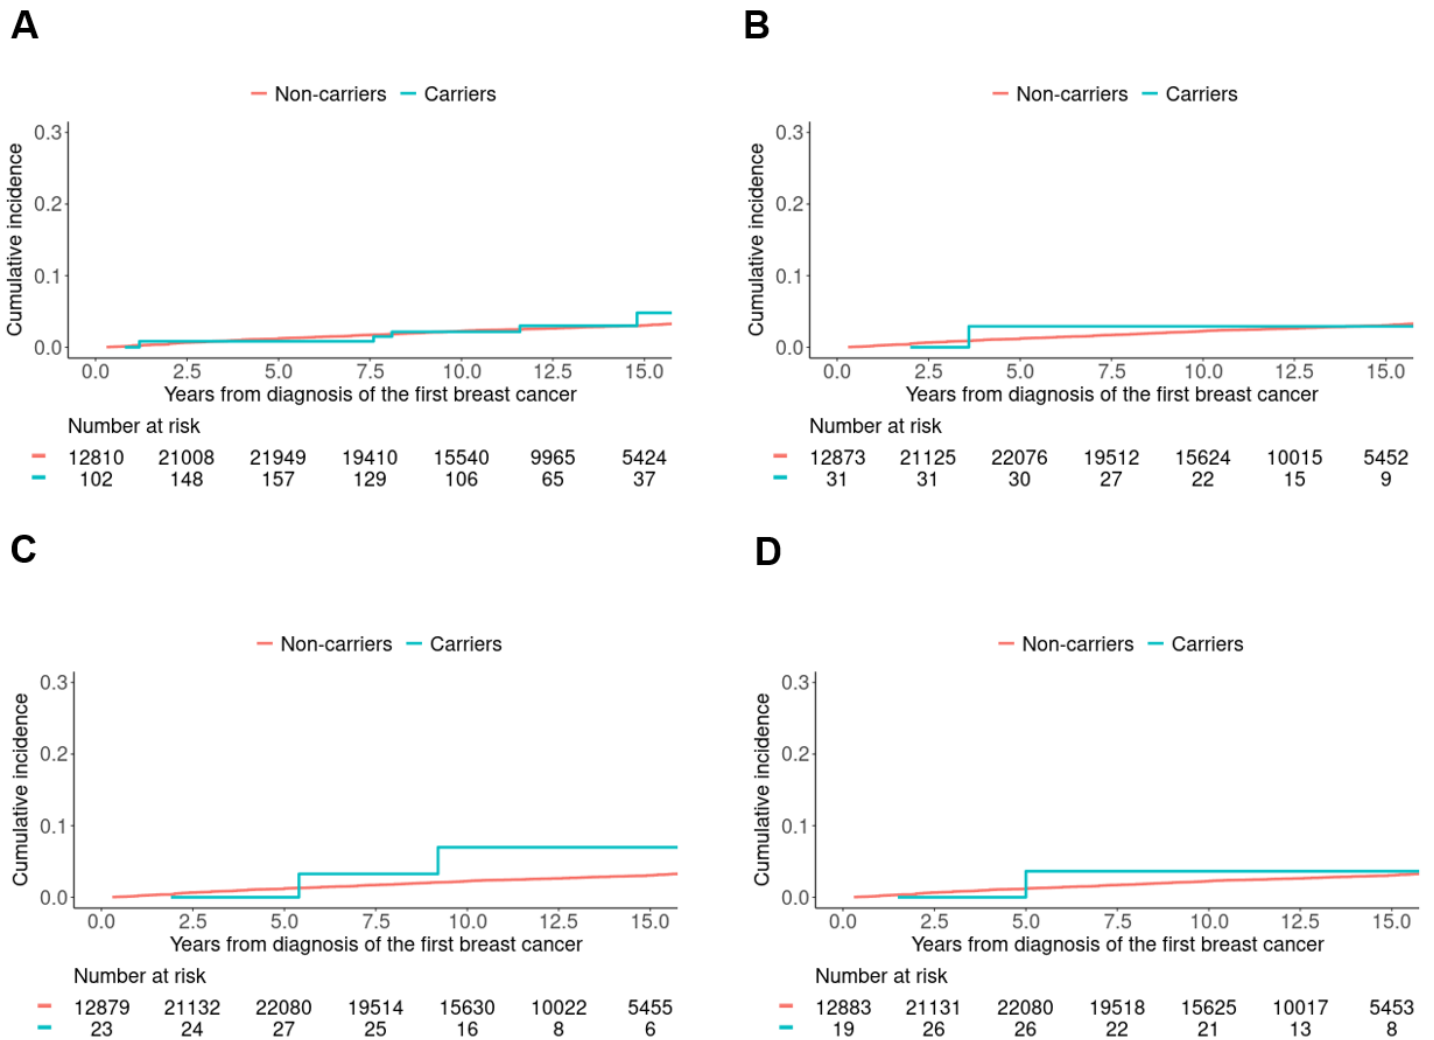 A
Non-carriers Carriers
Cumulative incidence
0.3
0.2
0.1
0.0
0.0 2.5 5.0 7.5 10.0 12.5 15.0
Years from diagnosis of the first breast cancer
Number at risk
12810 21008 21949 19410 15540 9965 5424
102 148 157 129 106 65 37
B
Non-carriers Carriers
Cumulative incidence
0.3
0.2
0.1
0.0
0.0 2.5 5.0 7.5 10.0 12.5 15.0
Years from diagnosis of the first breast cancer
Number at risk
12873 21125 22076 19512 15624 10015 5452
31 31 30 27 22 15 9
C
Non-carriers Carriers
Cumulative incidence
0.3
0.2
0.1
0.0
0.0 2.5 5.0 7.5 10.0 12.5 15.0
Years from diagnosis of the first breast cancer
Number at risk
12879 21132 22080 19514 15630 10022 5455
23 24 27 25 16 8 6
D
Non-carriers Carriers
Cumulative incidence
0.3
0.2
0.1
0.0
0.0 2.5 5.0 7.5 10.0 12.5 15.0
Years from diagnosis of the first breast cancer
Number at risk
12883 21131 22080 19518 15625 10017 5453
19 26 26 22 21 13 8